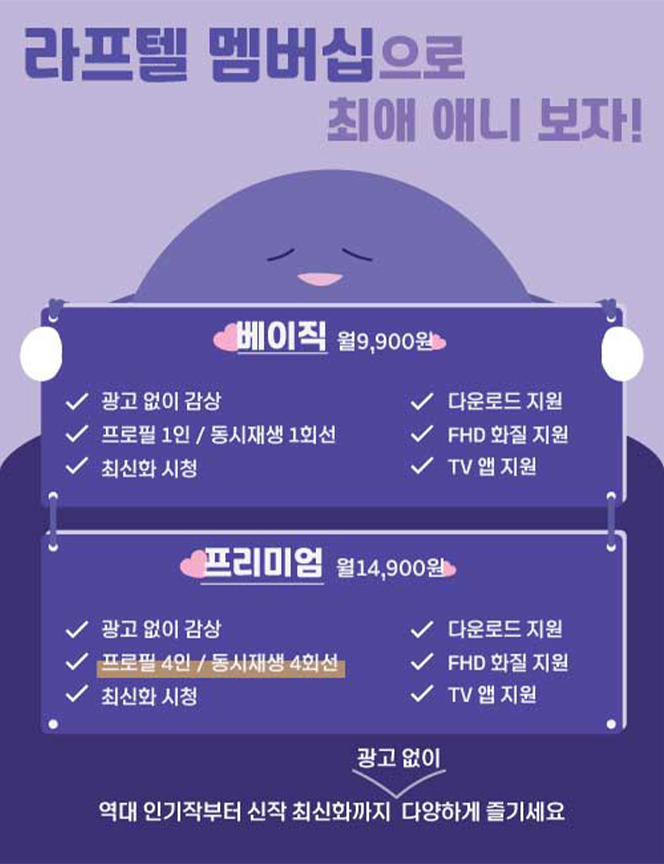 라프텔 멤버십으로
최애 애니 보자!
베이직 월9,900원
광고 없이 감상
프로필 1인 / 동시재생 1회선
최신화 시청
다운로드 지원
FHD 화질 지원
TV 앱 지원
프리미엄 월14,900원
광고 없이 감상
프로필 4인 / 동시재생 4회선
최신화 시청
다운로드 지원
FHD 화질 지원
TV 앱 지원
광고 없이
역대 인기작부터 신작 최신화까지 다양하게 즐기세요